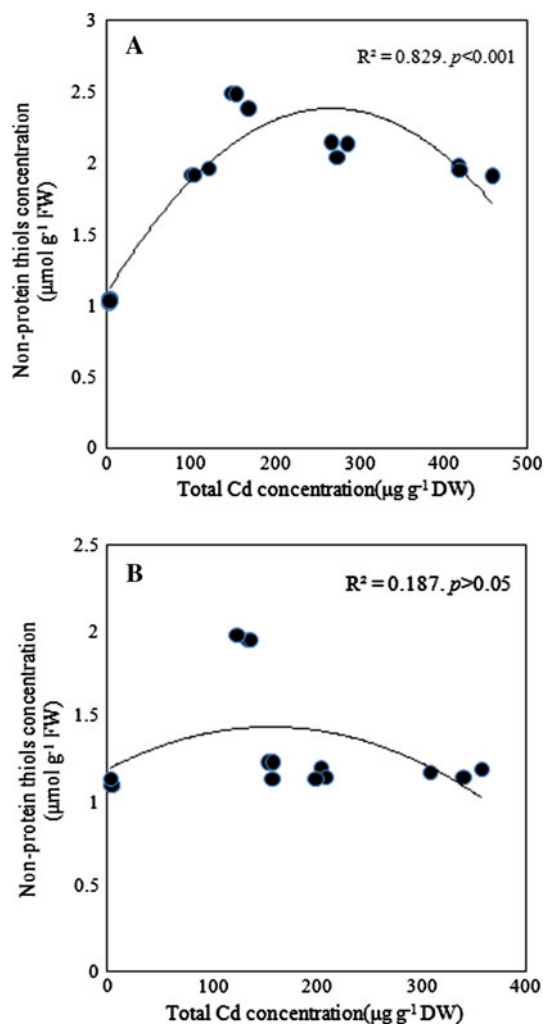 A
R² = 0.829. p<0.001
Non-protein thiols concentration
(µmol g⁻¹ FW)
3
2.5
2
1.5
1
0.5
0
0 100 200 300 400 500
Total Cd concentration(µg g⁻¹ DW)
B
R² = 0.187. p>0.05
Non-protein thiols concentration
(µmol g⁻¹ FW)
2.5
2
1.5
1
0.5
0
0 100 200 300 400
Total Cd concentration(µg g⁻¹ DW)